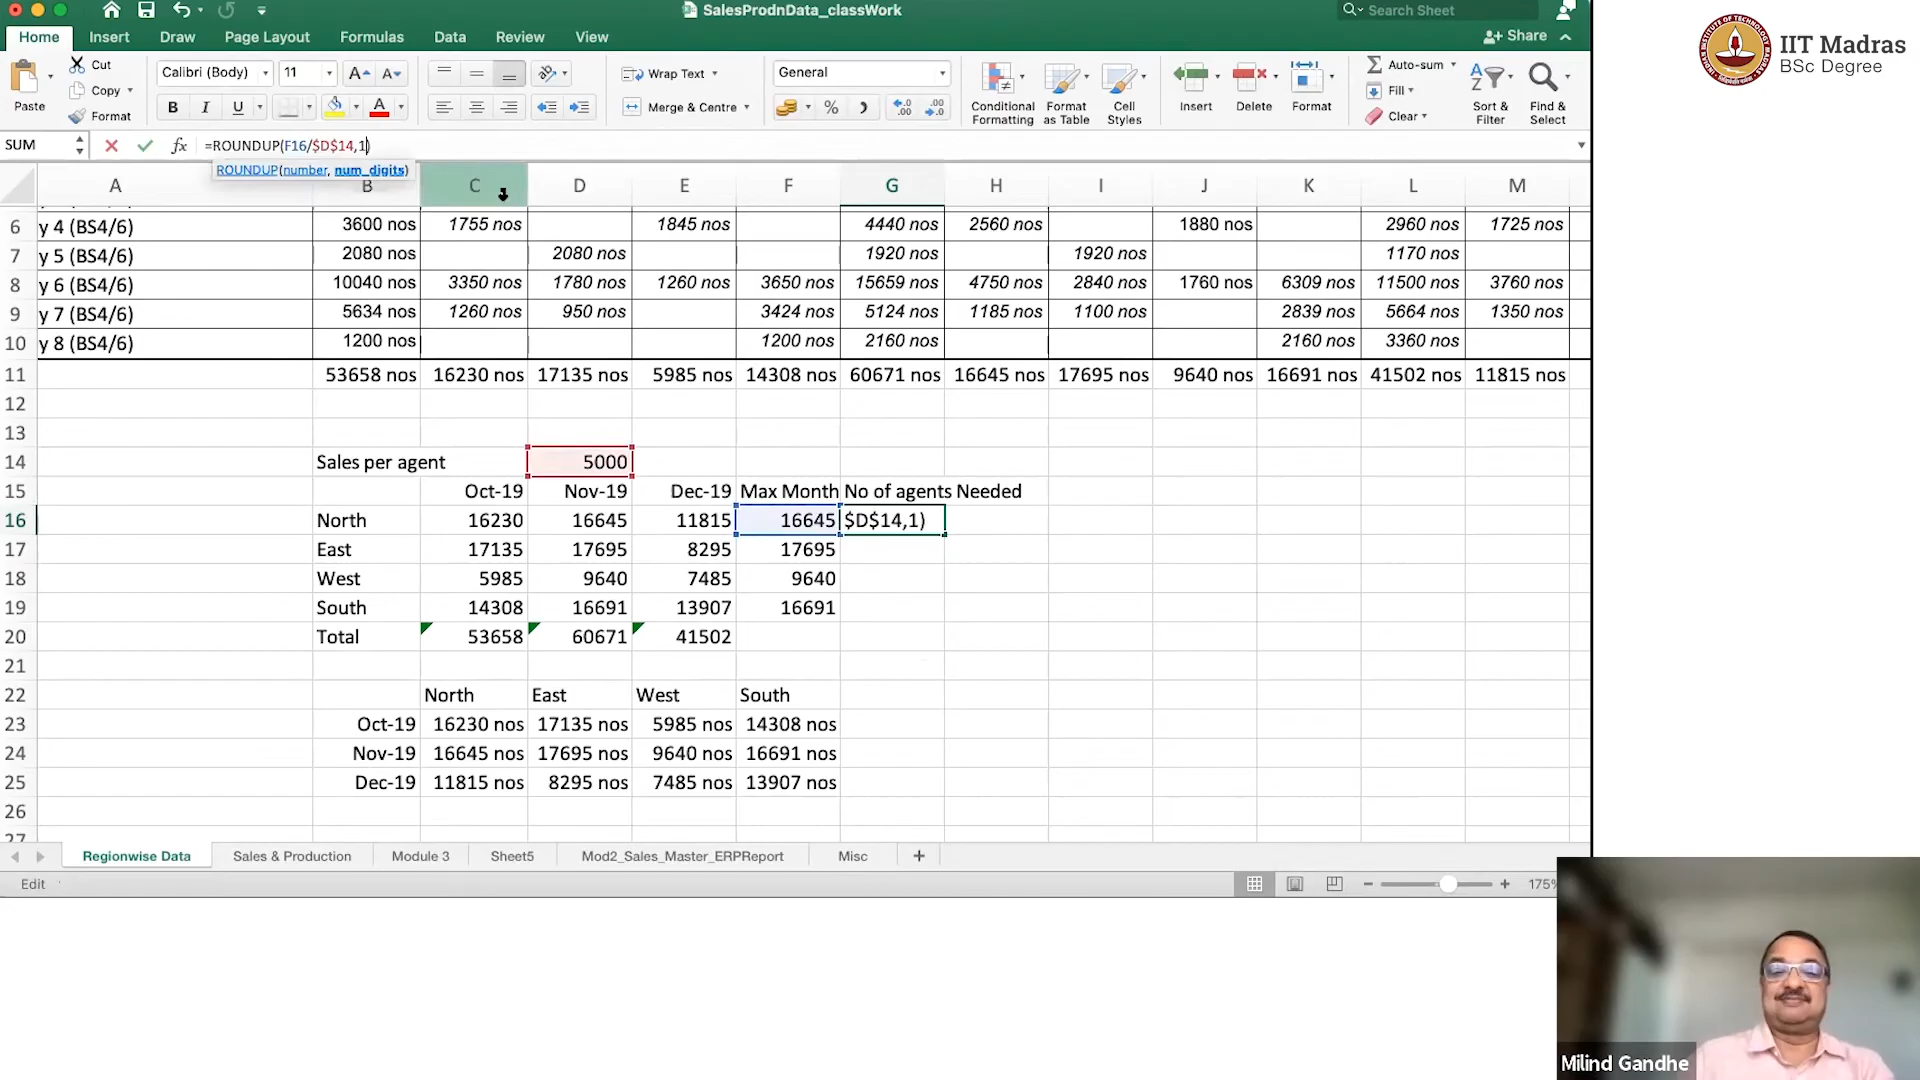 SalesProdnData_classWork
Search Sheet
Home Insert Draw Page Layout Formulas Data Review View
Share
IIT Madras
BSc Degree
Paste
Cut
Copy
Format
Calibri (Body) 11
B I U
Wrap Text
Merge & Centre
General
Conditional Formatting
Format as Table
Cell Styles
Insert
Delete
Format
Auto-sum
Fill
Clear
Sort & Filter
Find & Select
SUM fx =ROUNDUP(F16/$D$14,1)
ROUNDUP(number, num_digits)
A B C D E F G H I J K L M
6 y 4 (BS4/6) 3600 nos 1755 nos 1845 nos 4440 nos 2560 nos 1880 nos 2960 nos 1725 nos
7 y 5 (BS4/6) 2080 nos 2080 nos 1920 nos 1920 nos 1170 nos
8 y 6 (BS4/6) 10040 nos 3350 nos 1780 nos 1260 nos 3650 nos 15659 nos 4750 nos 2840 nos 1760 nos 6309 nos 11500 nos 3760 nos
9 y 7 (BS4/6) 5634 nos 1260 nos 950 nos 3424 nos 5124 nos 1185 nos 1100 nos 2839 nos 5664 nos 1350 nos
10 y 8 (BS4/6) 1200 nos 1200 nos 2160 nos 2160 nos 3360 nos
11 53658 nos 16230 nos 17135 nos 5985 nos 14308 nos 60671 nos 16645 nos 17695 nos 9640 nos 16691 nos 41502 nos 11815 nos
12
13
14 Sales per agent 5000
15 Oct-19 Nov-19 Dec-19 Max Month No of agents Needed
16 North 16230 16645 11815 16645 $D$14,1)
17 East 17135 17695 8295 17695
18 West 5985 9640 7485 9640
19 South 14308 16691 13907 16691
20 Total 53658 60671 41502
21
22 North East West South
23 Oct-19 16230 nos 17135 nos 5985 nos 14308 nos
24 Nov-19 16645 nos 17695 nos 9640 nos 16691 nos
25 Dec-19 11815 nos 8295 nos 7485 nos 13907 nos
26
27
Regionwise Data Sales & Production Module 3 Sheet5 Mod2_Sales_Master_ERPReport Misc
Edit
175%
Milind Gandhe